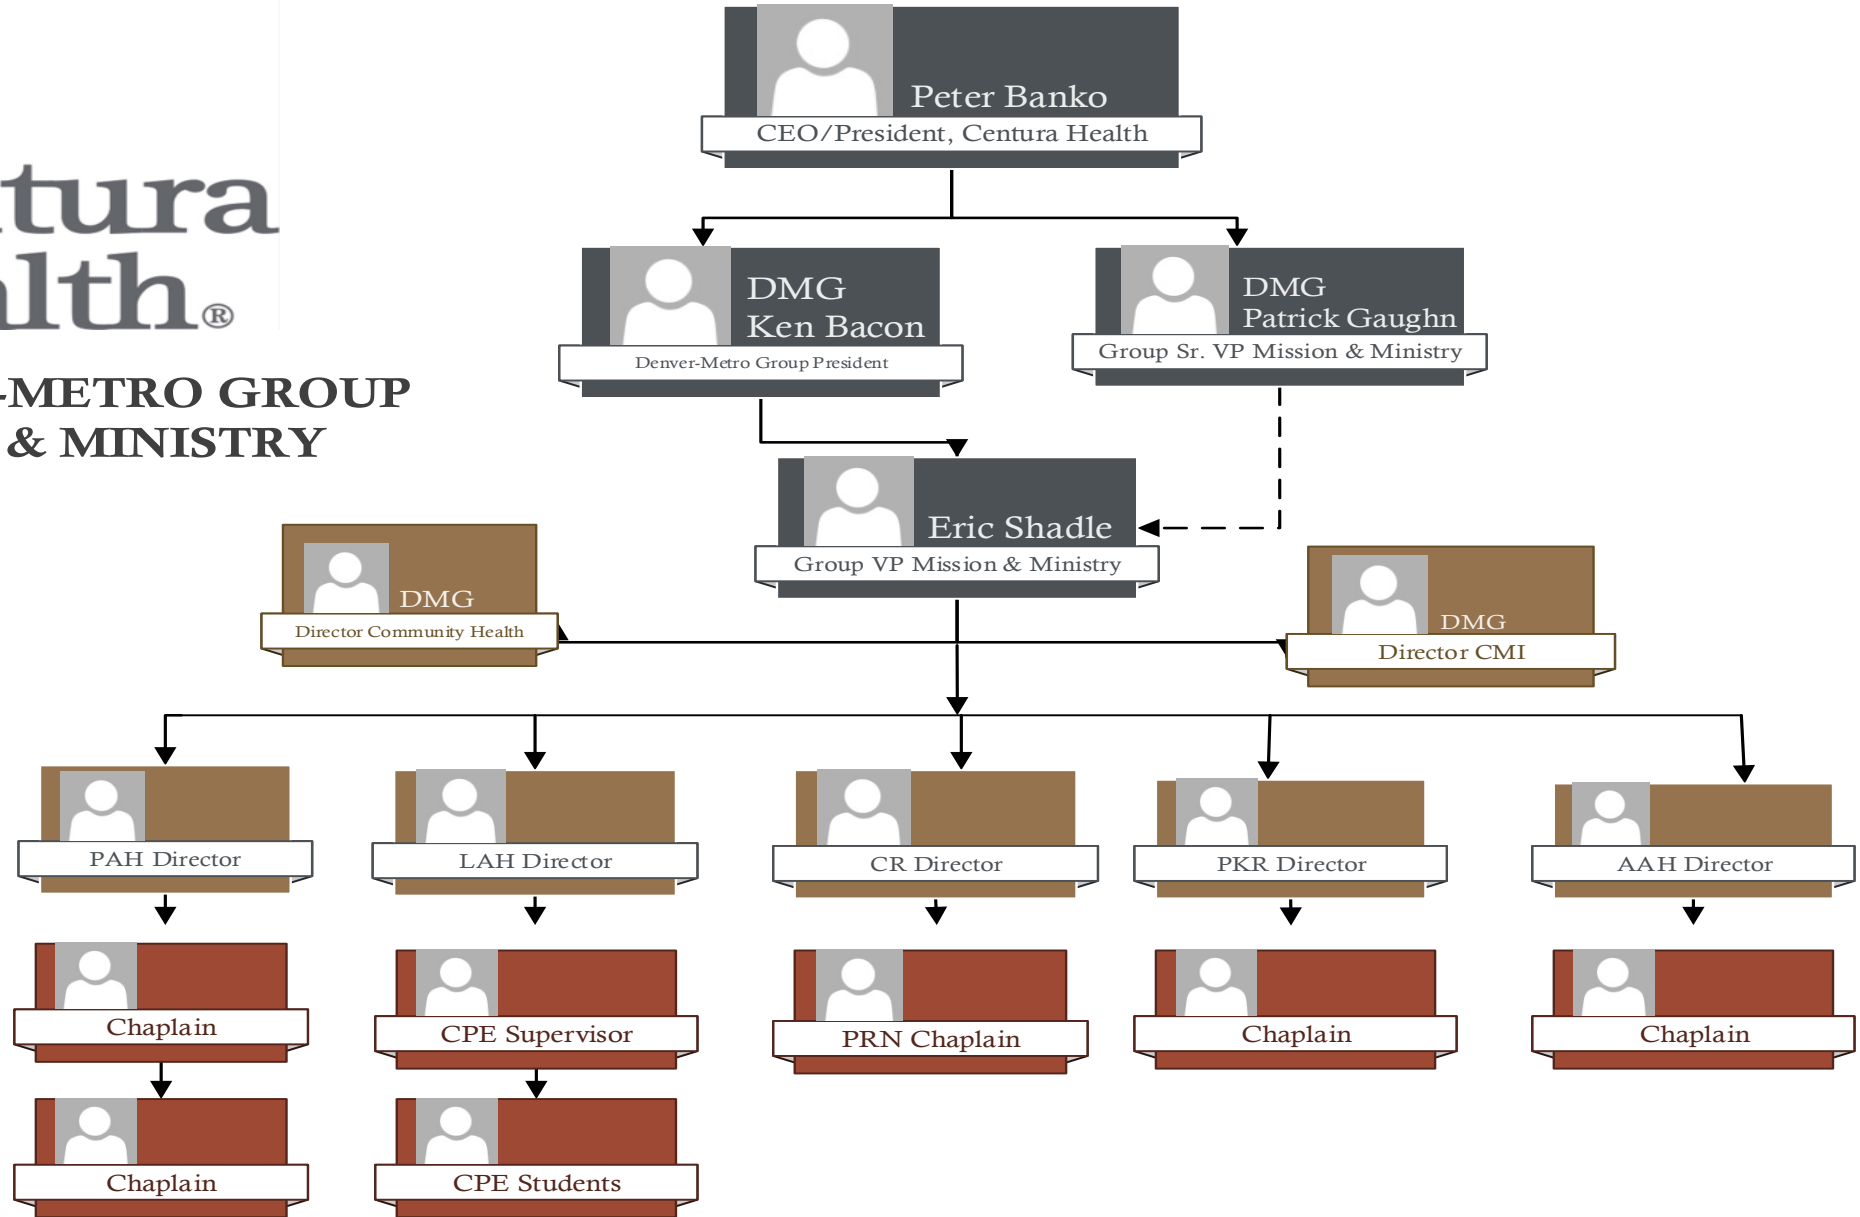 Peter Banko
CEO/President, Centura Health
tura
alth®
DMG
Ken Bacon
Denver-Metro Group President
DMG
Patrick Gaughn
Group Sr. VP Mission & Ministry
-METRO GROUP
& MINISTRY
Eric Shadle
Group VP Mission & Ministry
DMG
Director Community Health
DMG
Director CMI
PAH Director
LAH Director
CR Director
PKR Director
AAH Director
Chaplain
CPE Supervisor
PRN Chaplain
Chaplain
Chaplain
Chaplain
CPE Students